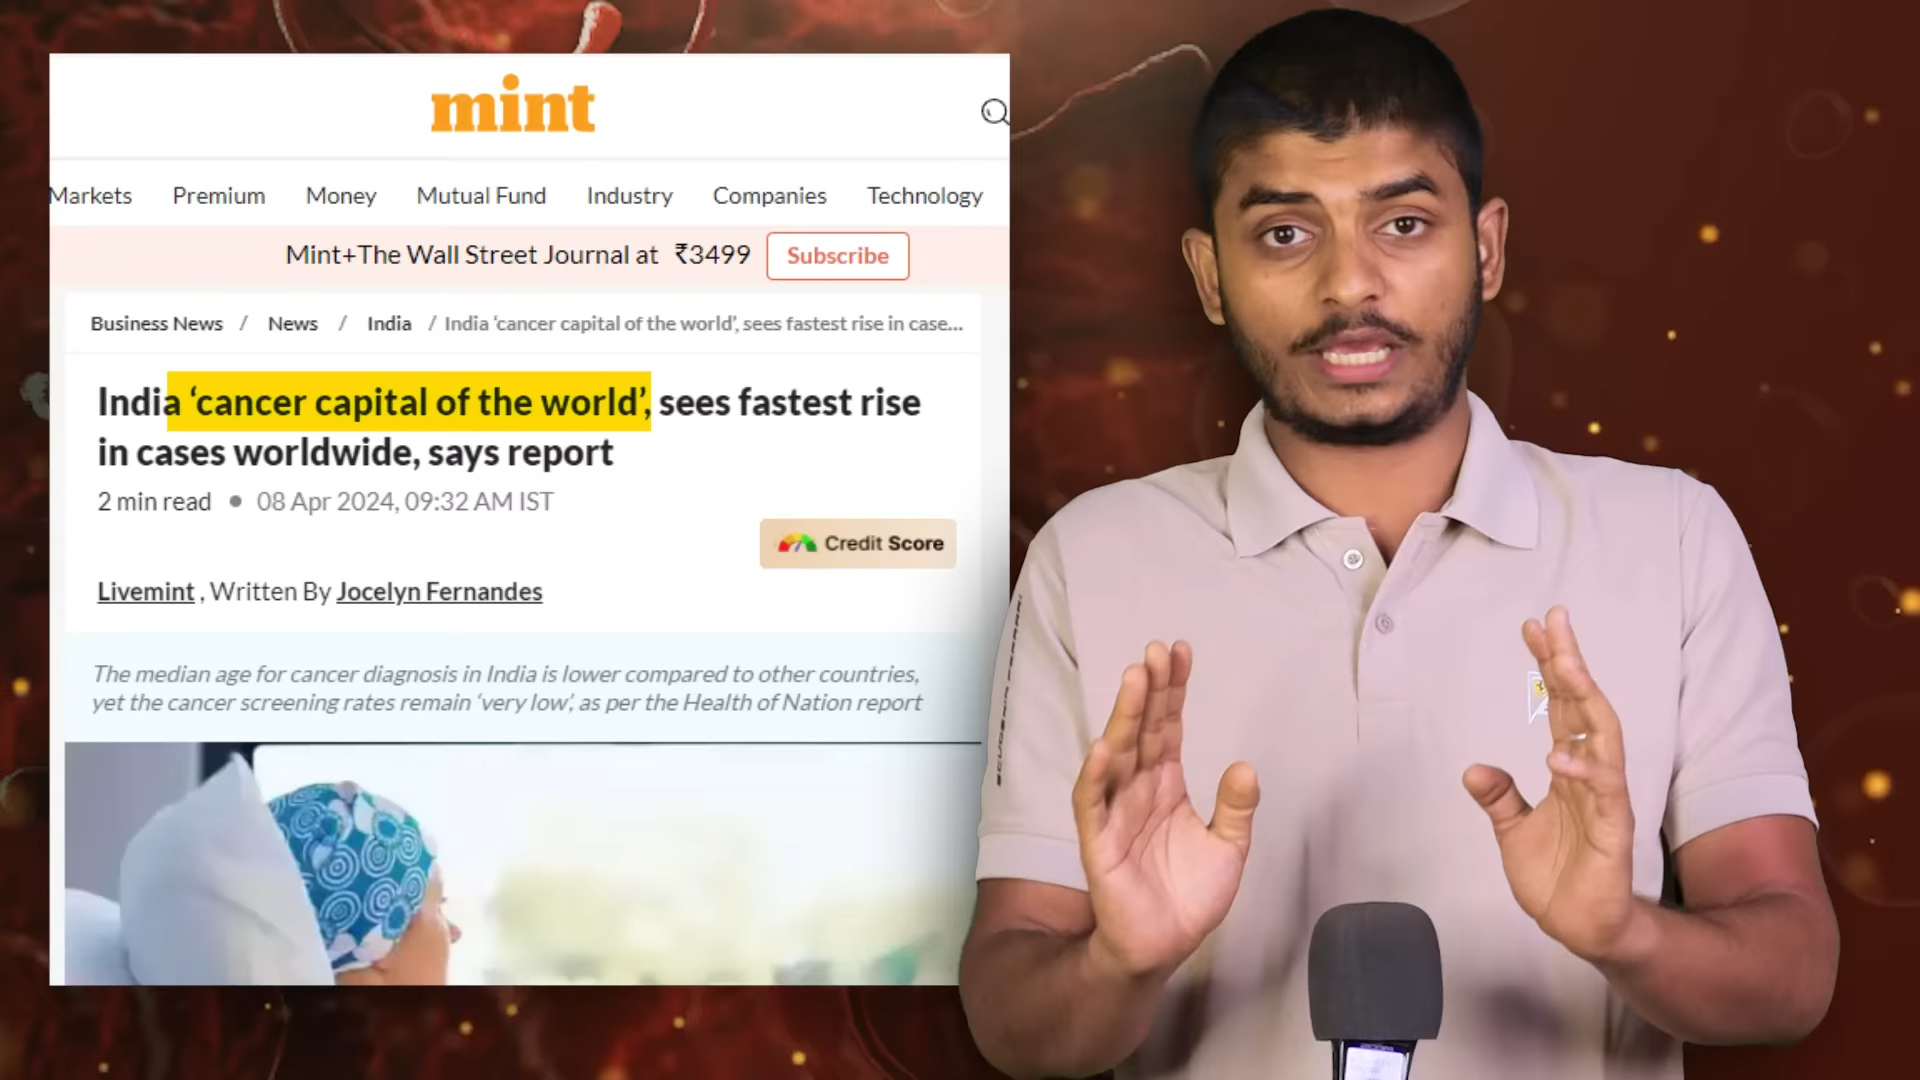 mint
Markets Premium Money Mutual Fund Industry Companies Technology
Mint+The Wall Street Journal at ₹3499 Subscribe
Business News / News / India / India ‘cancer capital of the world’, sees fastest rise in case...
India ‘cancer capital of the world’, sees fastest rise
in cases worldwide, says report
2 min read • 08 Apr 2024, 09:32 AM IST
Credit Score
Livemint , Written By Jocelyn Fernandes
The median age for cancer diagnosis in India is lower compared to other countries,
yet the cancer screening rates remain ‘very low’, as per the Health of Nation report